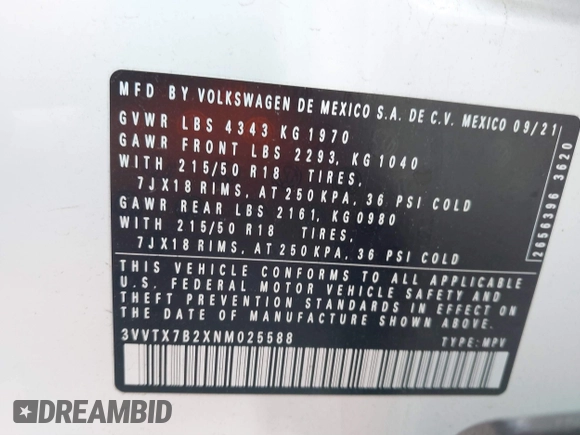 MFD BY VOLKSWAGEN DE MEXICO S.A. DE C.V. MEXICO 09/21
GVWR LBS 4343 KG 1970
GAWR FRONT LBS 2293, KG 1040
WITH 215/50 R18 TIRES,
7JX18 RIMS, AT 250 KPA, 36 PSI COLD
GAWR REAR LBS 2161, KG 0980
WITH 215/50 R18 TIRES,
7JX18 RIMS, AT 250 KPA, 36 PSI COLD
THIS VEHICLE CONFORMS TO ALL APPLICABLE
U.S. FEDERAL MOTOR VEHICLE SAFETY AND
THEFT PREVENTION STANDARDS IN EFFECT ON
THE DATE OF MANUFACTURE SHOWN ABOVE.
3VVTX7B2XNM025588 TYPE: MPV
2656396 3620
DREAMBID